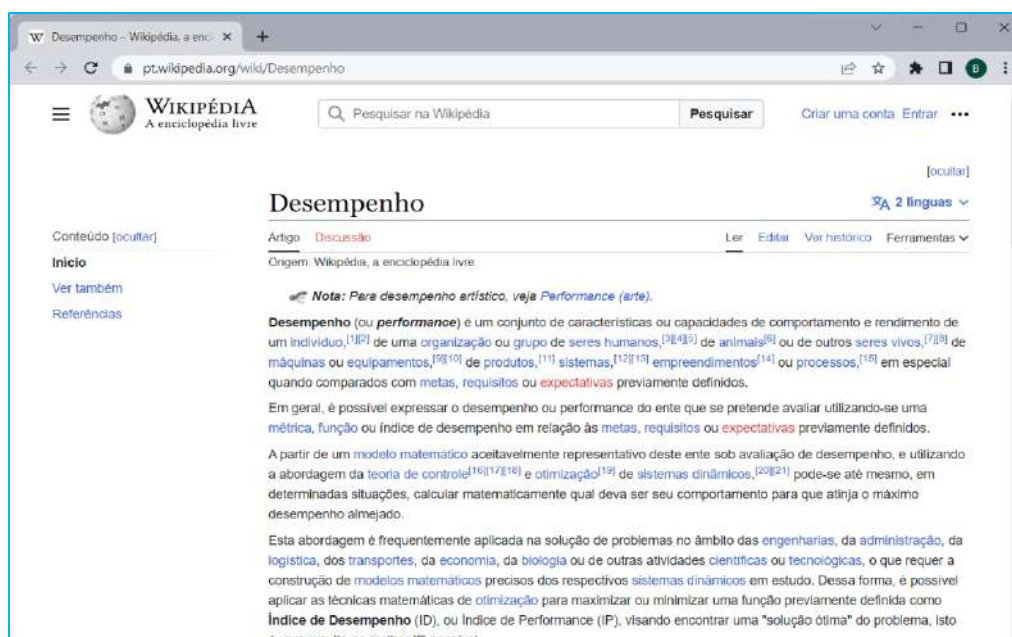 Desempenho – Wikipédia, a enc
pt.wikipedia.org/wiki/Desempenho
B
WIKIPÉDIA
A enciclopédia livre
Pesquisar na Wikipédia
Pesquisar
Criar uma conta Entrar
[ocultar]
Desempenho
2 línguas
Conteúdo [ocultar]
Início
Ver também
Referências
Artigo Discussão
Ler Editar Ver histórico Ferramentas
Origem: Wikipédia, a enciclopédia livre.
Nota: Para desempenho artístico, veja Performance (arte).
Desempenho (ou performance) é um conjunto de características ou capacidades de comportamento e rendimento de
um indivíduo,[1][2] de uma organização ou grupo de seres humanos,[3][4][5] de animais[6] ou de outros seres vivos,[7][8] de
máquinas ou equipamentos,[9][10] de produtos,[11] sistemas,[12][13] empreendimentos[14] ou processos,[15] em especial
quando comparados com metas, requisitos ou expectativas previamente definidos.
Em geral, é possível expressar o desempenho ou performance do ente que se pretende avaliar utilizando-se uma
métrica, função ou índice de desempenho em relação às metas, requisitos ou expectativas previamente definidos.
A partir de um modelo matemático aceitavelmente representativo deste ente sob avaliação de desempenho, e utilizando
a abordagem da teoria de controle[16][17][18] e otimização[19] de sistemas dinâmicos,[20][21] pode-se até mesmo, em
determinadas situações, calcular matematicamente qual deva ser seu comportamento para que atinja o máximo
desempenho almejado.
Esta abordagem é frequentemente aplicada na solução de problemas no âmbito das engenharias, da administração, da
logística, dos transportes, da economia, da biologia ou de outras atividades científicas ou tecnológicas, o que requer a
construção de modelos matemáticos precisos dos respectivos sistemas dinâmicos em estudo. Dessa forma, é possível
aplicar as técnicas matemáticas de otimização para maximizar ou minimizar uma função previamente definida como
Índice de Desempenho (ID), ou Índice de Performance (IP), visando encontrar uma "solução ótima" do problema, isto